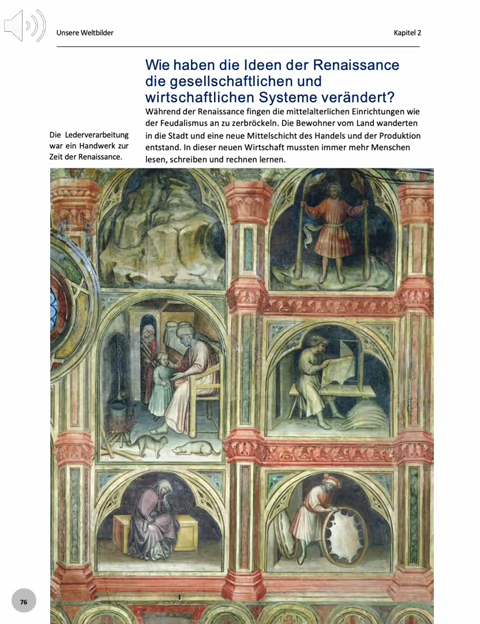 Unsere Weltbilder
Kapitel 2
Wie haben die Ideen der Renaissance
die gesellschaftlichen und
wirtschaftlichen Systeme verändert?
Während der Renaissance fingen die mittelalterlichen Einrichtungen wie
der Feudalismus an zu zerbröckeln. Die Bewohner vom Land wanderten
in die Stadt und eine neue Mittelschicht des Handels und der Produktion
entstand. In dieser neuen Wirtschaft mussten immer mehr Menschen
lesen, schreiben und rechnen lernen.
Die Lederverarbeitung
war ein Handwerk zur
Zeit der Renaissance.
76